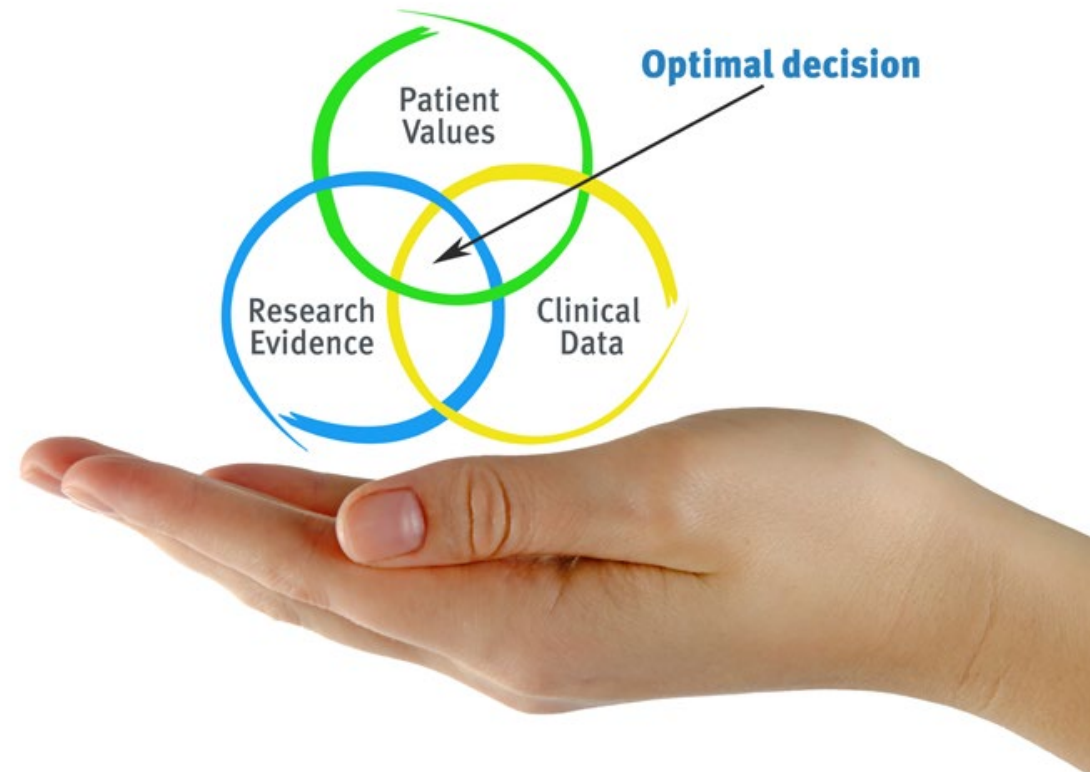 Optimal decision
Patient
Values
Research
Evidence
Clinical
Data